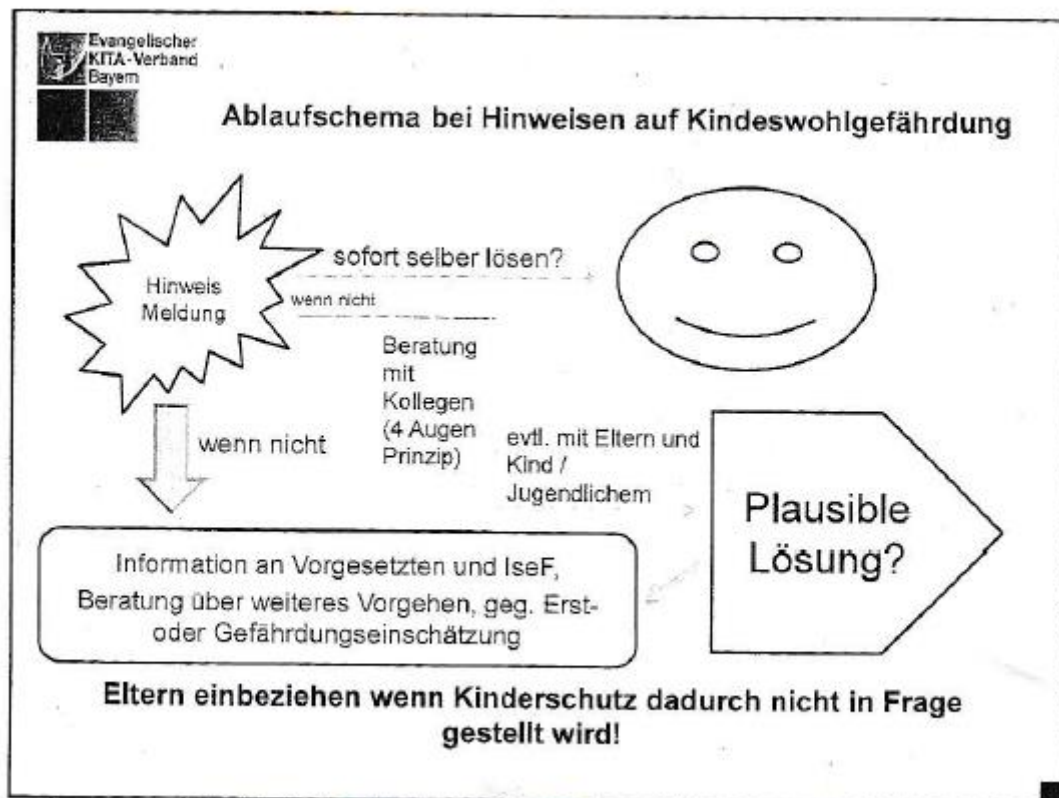 Evangelischer
KITA-Verband
Bayern
Ablaufschema bei Hinweisen auf Kindeswohlgefährdung
Hinweis
Meldung
sofort selber lösen?
wenn nicht
Beratung
mit
Kollegen
(4 Augen
Prinzip)
wenn nicht
evtl. mit Eltern und
Kind /
Jugendlichem
Plausible
Lösung?
Information an Vorgesetzten und IseF,
Beratung über weiteres Vorgehen, geg. Erst-
oder Gefährdungseinschätzung
Eltern einbeziehen wenn Kinderschutz dadurch nicht in Frage
gestellt wird!